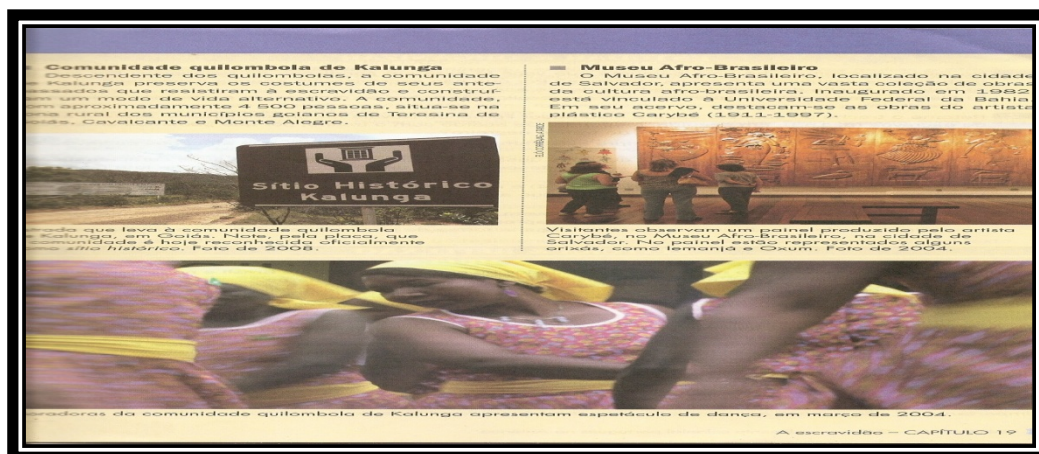 Comunidade quilombola de Kalunga
Descendente dos quilombolas, a comunidade
Kalunga preserva os costumes de seus ante-
passados que resistiram à escravidão e construí-
um modo de vida alternativo. A comunidade,
aproximadamente 4 500 pessoas, situa-se na
rural dos municípios goianos de Teresina de
Cavalcante e Monte Alegre.
Sítio Histórico
Kalunga
que leva à comunidade quilombola
Kalunga, em Goiás. Note, pela placa, que
comunidade é hoje reconhecida oficialmente
sítio histórico. Foto de 2008.
Museu Afro-Brasileiro
O Museu Afro-Brasileiro, localizado na cidade
de Salvador, apresenta uma vasta coleção de obras
da cultura afro-brasileira. Inaugurado em 1982,
está vinculado à Universidade Federal da Bahia.
Em seu acervo, destacam-se as obras do artista
plástico Carybé (1911-1997).
Visitantes observam um painel produzido pelo artista
Carybé, no Museu Afro-Brasileiro, na cidade de
Salvador. No painel estão representados alguns
orixás, como Iemanjá e Oxum. Foto de 2004.
da comunidade quilombola de Kalunga apresentam espetáculo de dança, em março de 2004.
A escravidão – CAPÍTULO 19